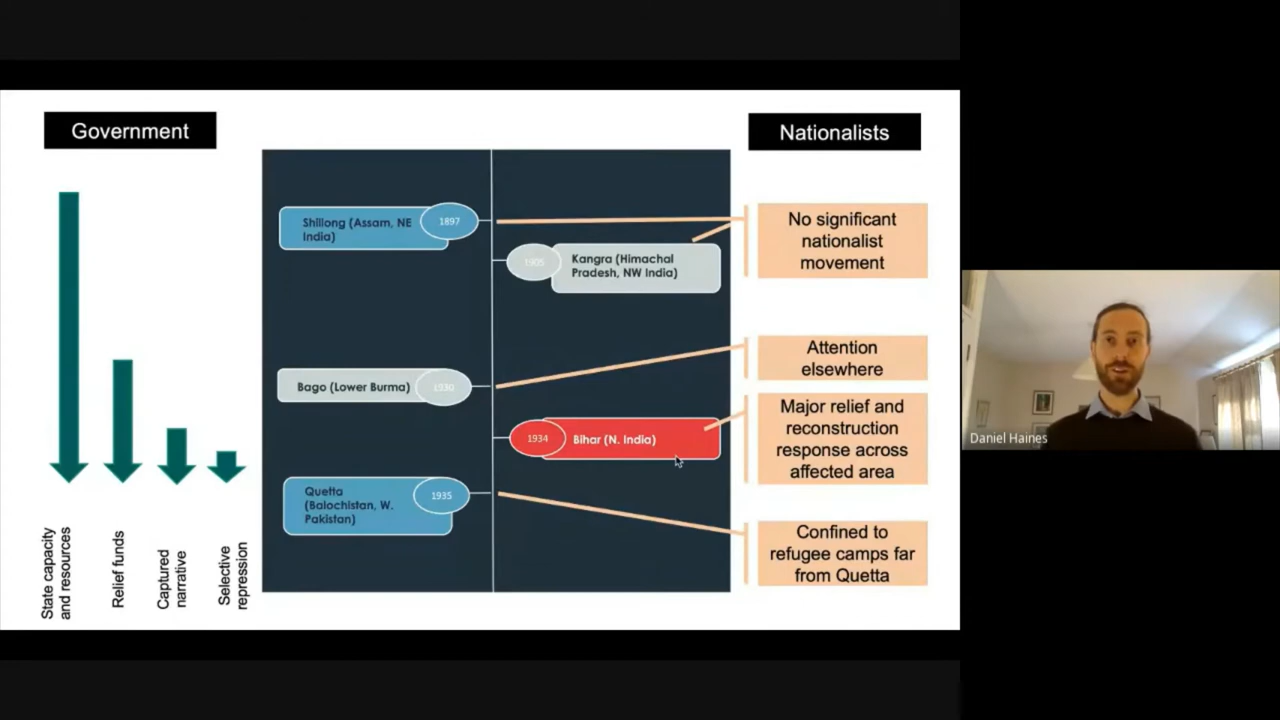 Government
Nationalists
Shillong (Assam, NE
India)
1897
No significant
nationalist
movement
1905
Kangra (Himachal
Pradesh, NW India)
Bago (Lower Burma)
1930
Attention
elsewhere
1934
Bihar (N. India)
Major relief and
reconstruction
response across
affected area
Quetta
(Balochistan, W.
Pakistan)
1935
Confined to
refugee camps far
from Quetta
State capacity
and resources
Relief funds
Captured
narrative
Selective
repression
Daniel Haines